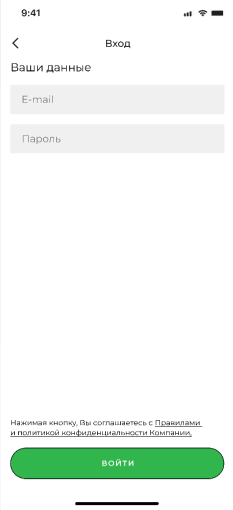 9:41
Вход
Ваши данные
E-mail
Пароль
Нажимая кнопку, Вы соглашаетесь с Правилами
и политикой конфиденциальности Компании.
ВОЙТИ